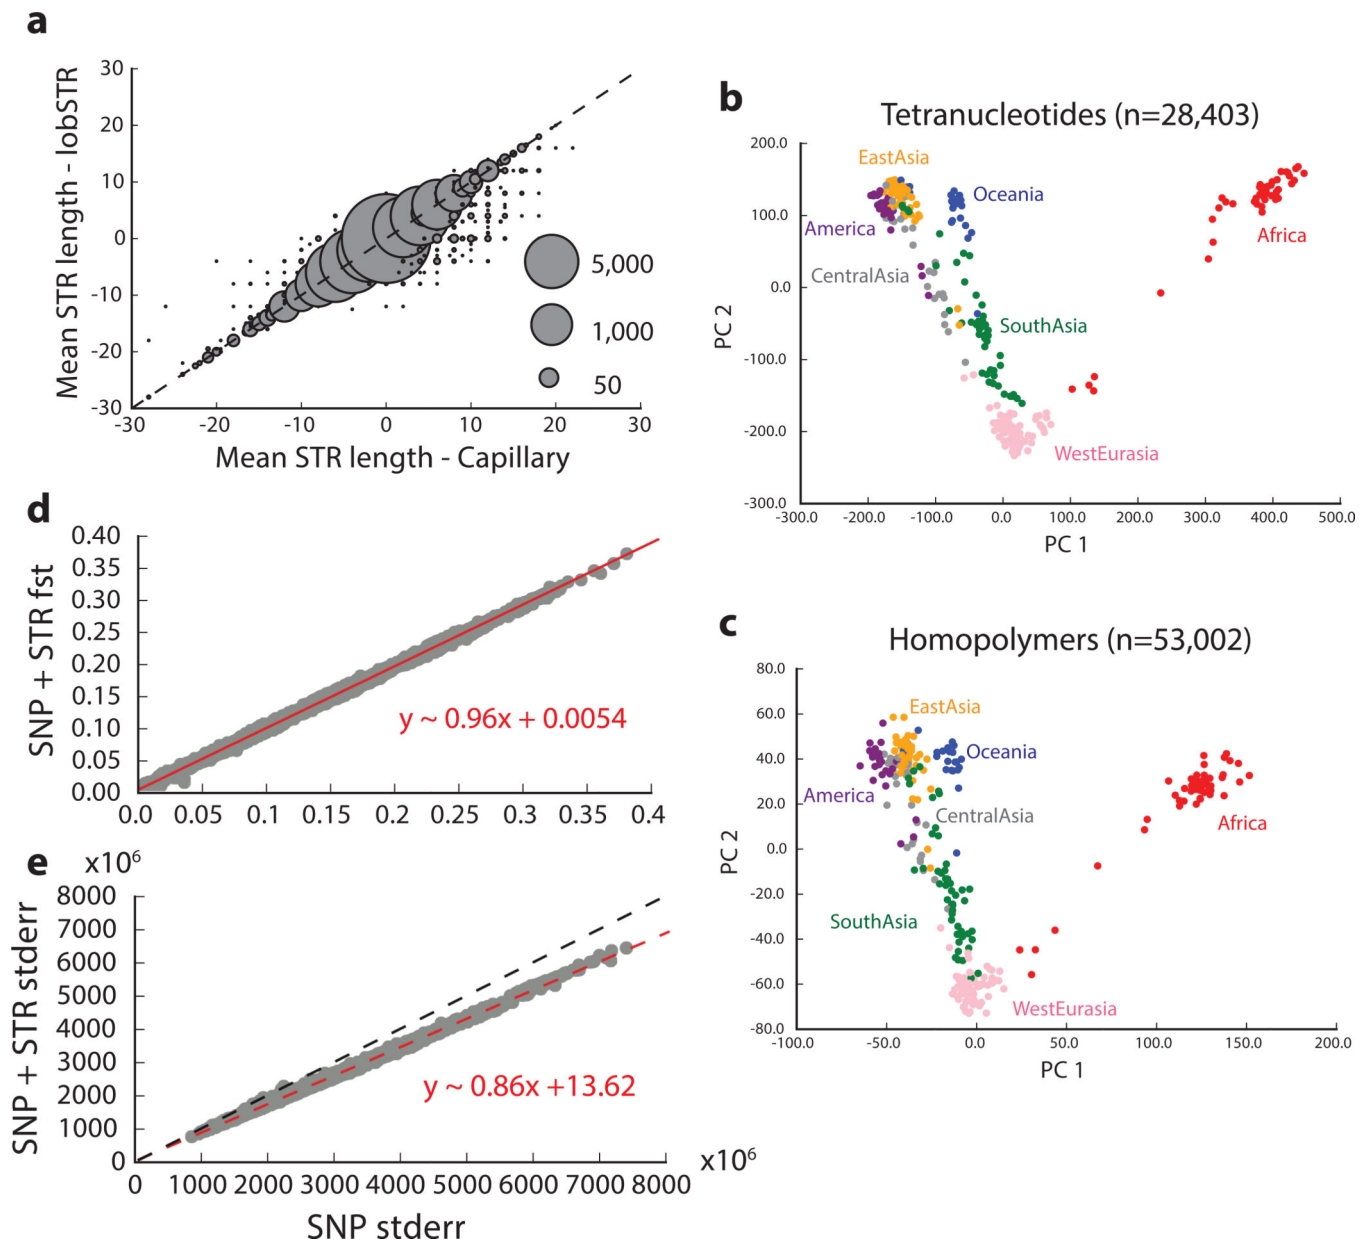 a
Mean STR length - lobSTR
30
20
10
0
-10
-20
-30
-30
-20
-10
0
10
20
30
5,000
1,000
50
Mean STR length - Capillary
b
Tetranucleotides (n=28,403)
PC 2
200.0
100.0
0.0
-100.0
-200.0
-300.0
-300.0
-200.0
-100.0
0.0
100.0
200.0
300.0
400.0
500.0
PC 1
EastAsia
Oceania
America
Africa
CentralAsia
SouthAsia
WestEurasia
c
Homopolymers (n=53,002)
PC 2
80.0
60.0
40.0
20.0
0.0
-20.0
-40.0
-60.0
-80.0
-100.0
-50.0
0.0
50.0
100.0
150.0
200.0
PC 1
EastAsia
Oceania
America
CentralAsia
Africa
SouthAsia
WestEurasia
d
SNP + STR fst
0.40
0.35
0.30
0.25
0.20
0.15
0.10
0.05
0.00
0.0
0.05
0.1
0.15
0.2
0.25
0.3
0.35
0.4
y ~ 0.96x + 0.0054
e
x10⁶
SNP + STR stderr
8000
7000
6000
5000
4000
3000
2000
1000
0
0
1000
2000
3000
4000
5000
6000
7000
8000
x10⁶
y ~ 0.86x +13.62
SNP stderr